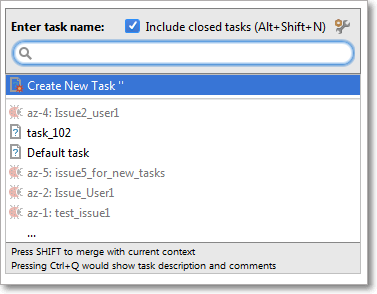 Enter task name: Include closed tasks (Alt+Shift+N)
Create New Task ''
az-4: Issue2_user1
task_102
Default task
az-5: issue5_for_new_tasks
az-2: Issue_User1
az-1: test_issue1
...
Press SHIFT to merge with current context
Pressing Ctrl+Q would show task description and comments